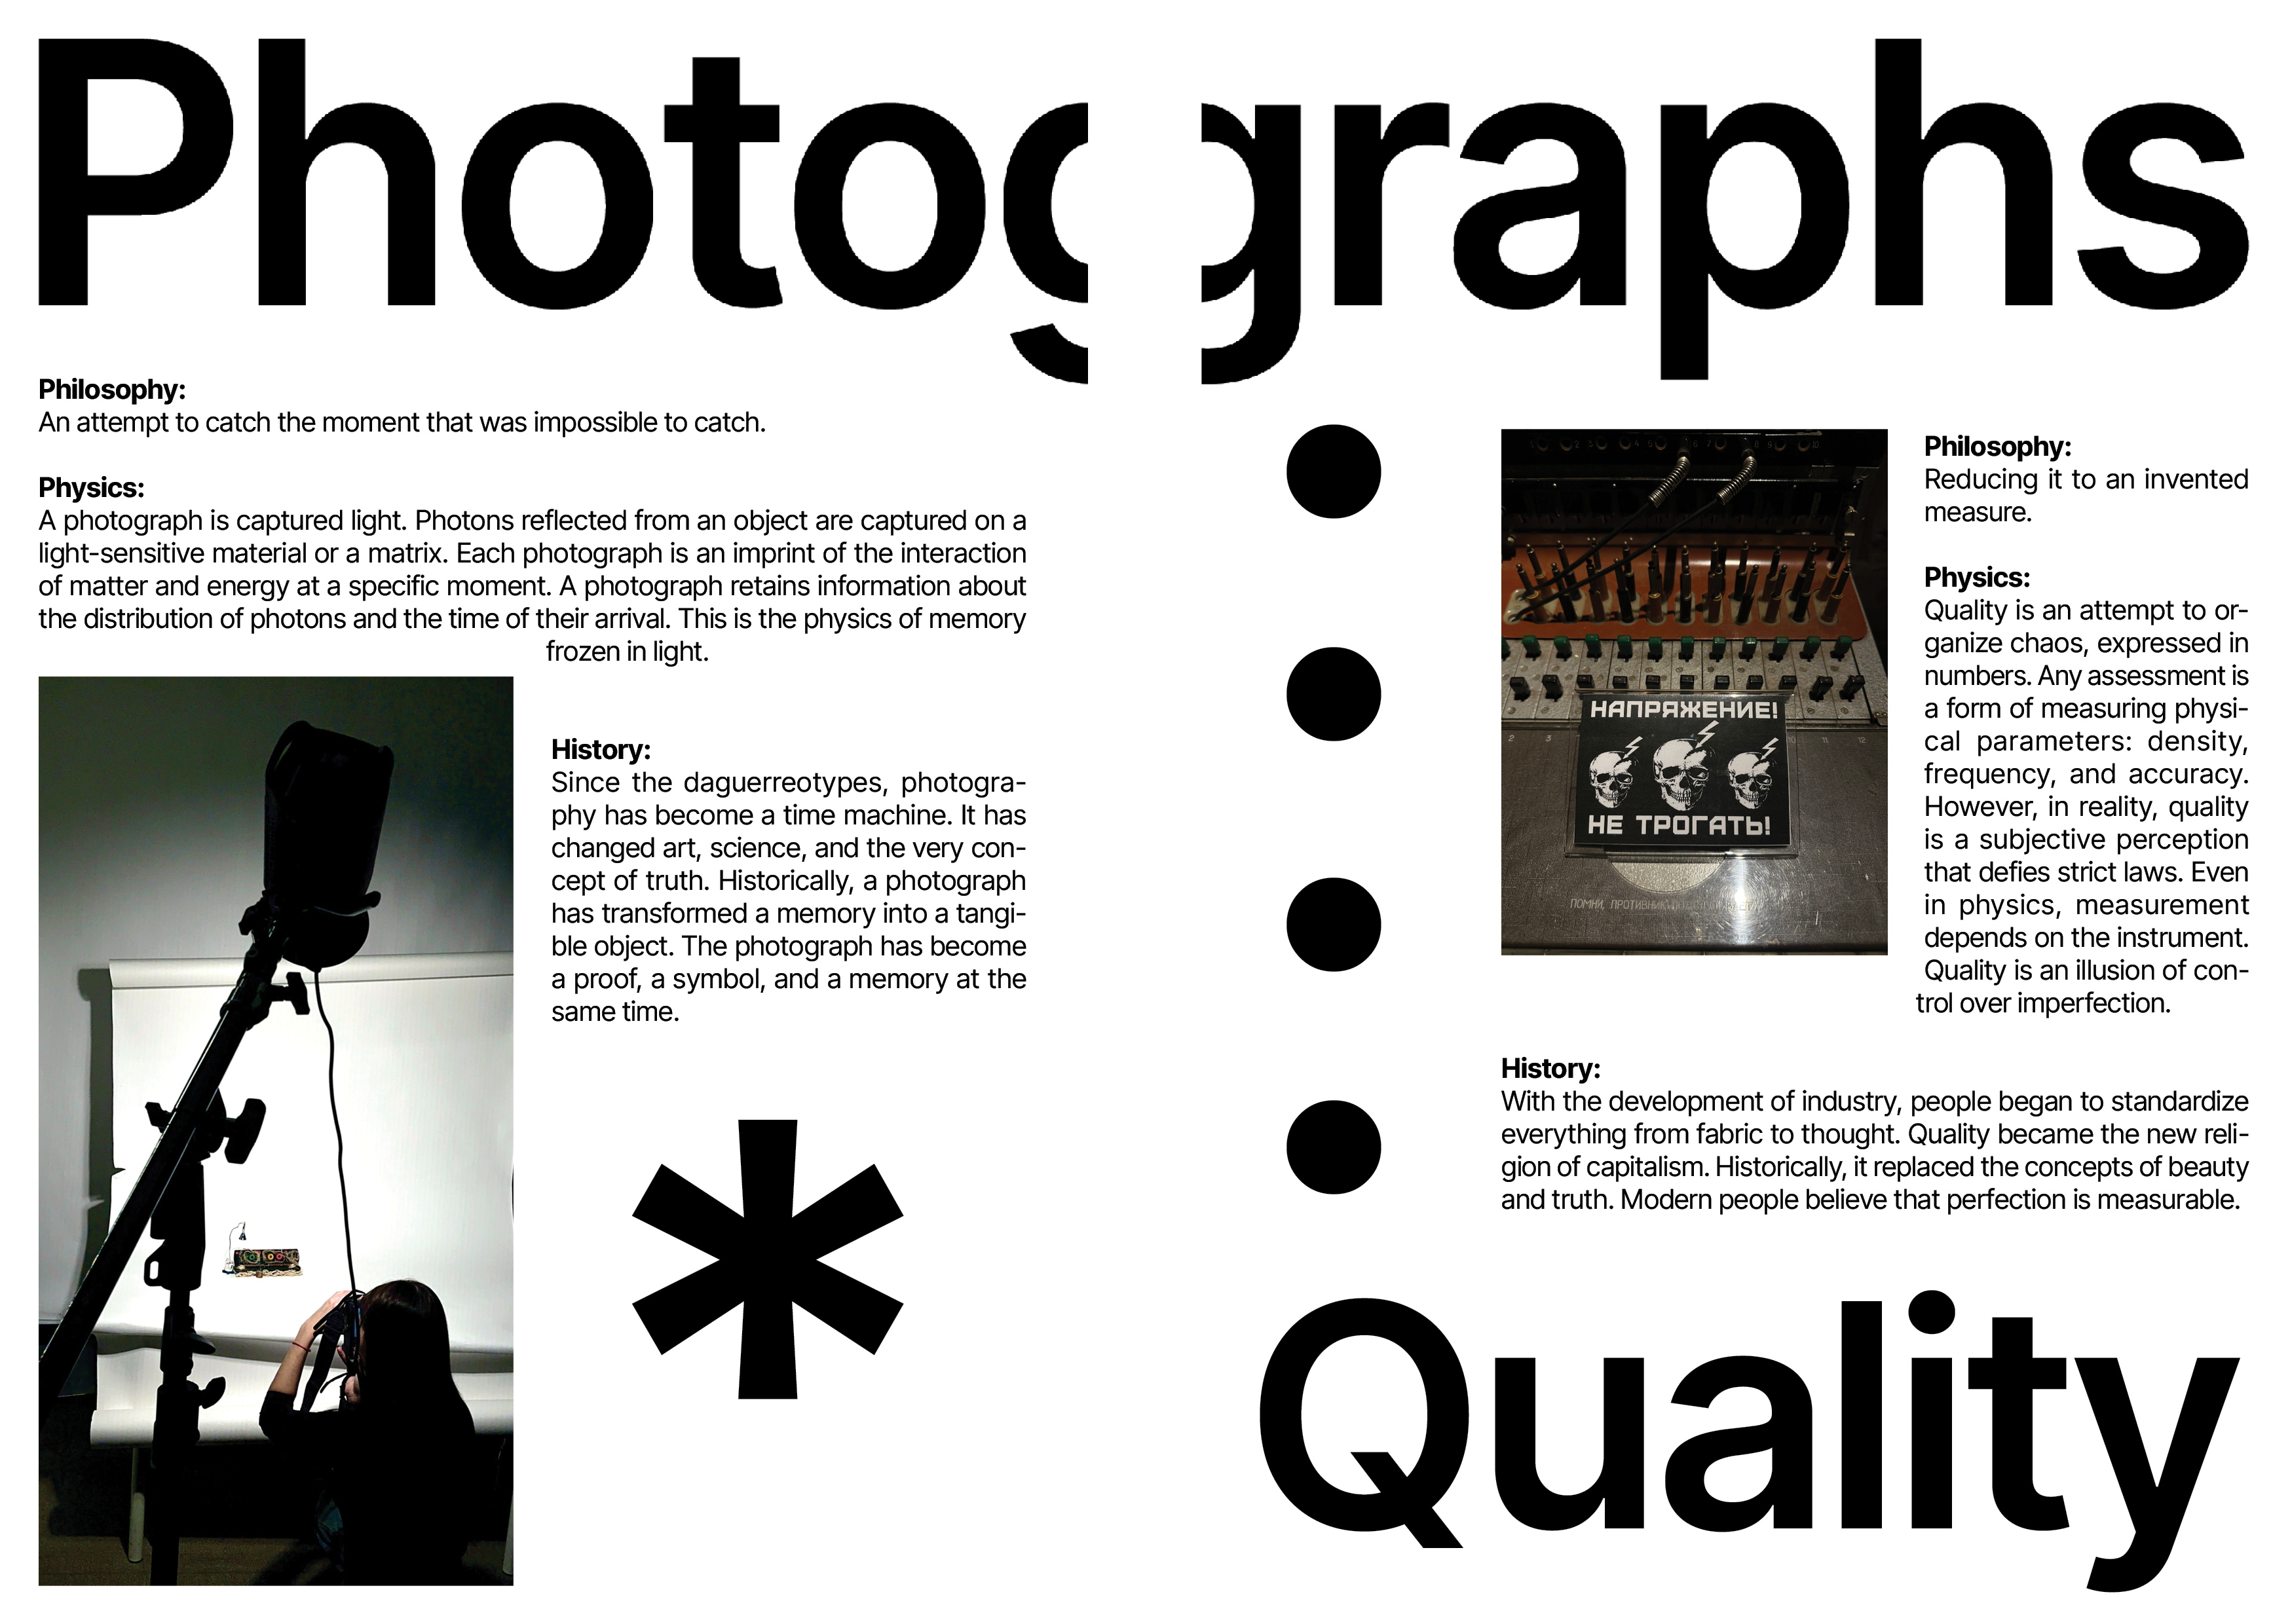 Photographs
Philosophy:
An attempt to catch the moment that was impossible to catch.
Physics:
A photograph is captured light. Photons reflected from an object are captured on a
light-sensitive material or a matrix. Each photograph is an imprint of the interaction
of matter and energy at a specific moment. A photograph retains information about
the distribution of photons and the time of their arrival. This is the physics of memory
frozen in light.
History:
Since the daguerreotypes, photogra-
phy has become a time machine. It has
changed art, science, and the very con-
cept of truth. Historically, a photograph
has transformed a memory into a tangi-
ble object. The photograph has become
a proof, a symbol, and a memory at the
same time.
*
НАПРЯЖЕНИЕ!
НЕ ТРОГАТЬ!
ПОМНИ, ПРОТИВНИК
Philosophy:
Reducing it to an invented
measure.
Physics:
Quality is an attempt to or-
ganize chaos, expressed in
numbers. Any assessment is
a form of measuring physi-
cal parameters: density,
frequency, and accuracy.
However, in reality, quality
is a subjective perception
that defies strict laws. Even
in physics, measurement
depends on the instrument.
Quality is an illusion of con-
trol over imperfection.
History:
With the development of industry, people began to standardize
everything from fabric to thought. Quality became the new reli-
gion of capitalism. Historically, it replaced the concepts of beauty
and truth. Modern people believe that perfection is measurable.
Quality